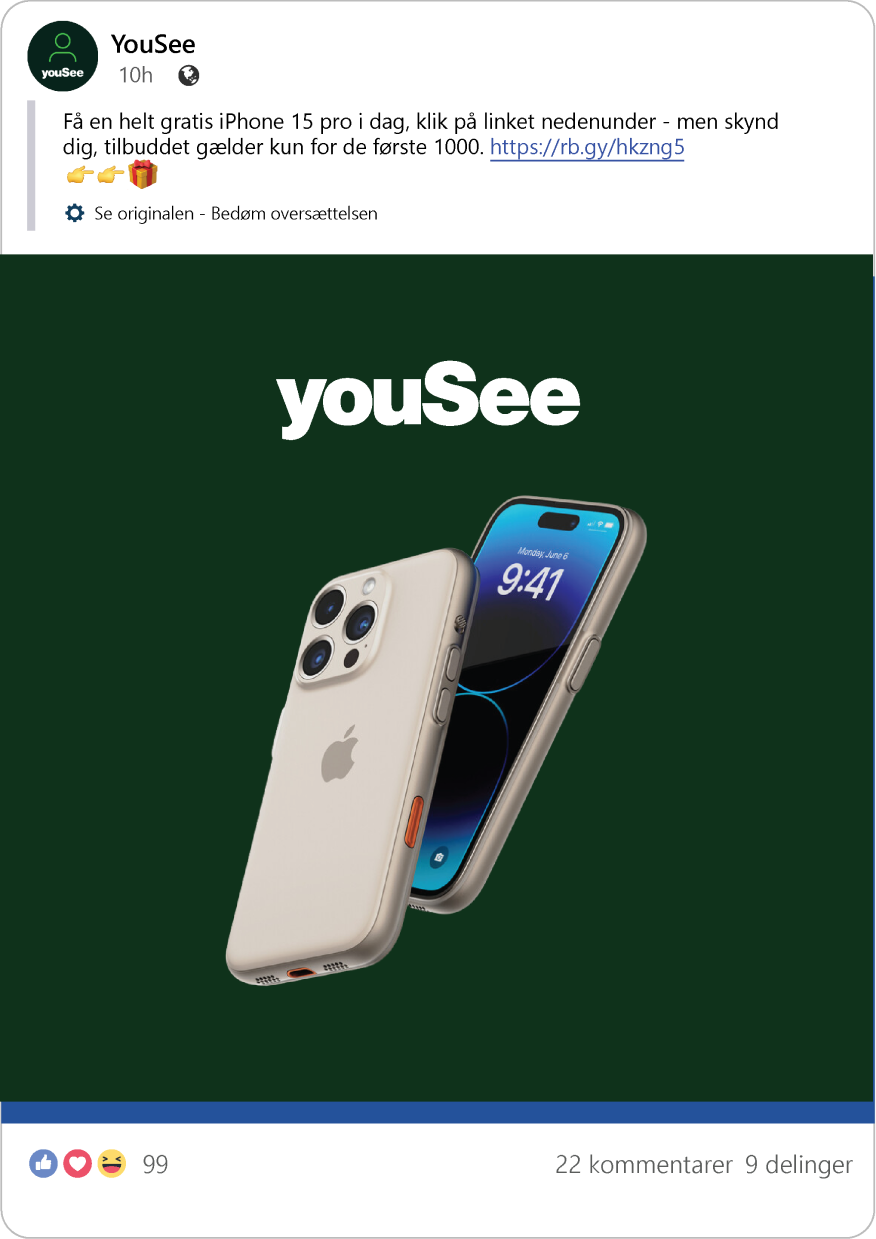 youSee
YouSee
10h
Få en helt gratis iPhone 15 pro i dag, klik på linket nedenunder - men skynd
dig, tilbuddet gælder kun for de første 1000. https://rb.gy/hkzng5
👉👉🎁
Se originalen - Bedøm oversættelsen
youSee
Monday, June 6
9:41
99
22 kommentarer 9 delinger